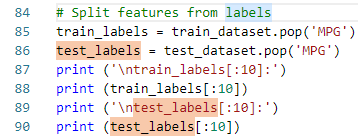 84 # Split features from labels
85 train_labels = train_dataset.pop('MPG')
86 test_labels = test_dataset.pop('MPG')
87 print ('\ntrain_labels[:10]:')
88 print (train_labels[:10])
89 print ('\ntest_labels[:10]:')
90 print (test_labels[:10])